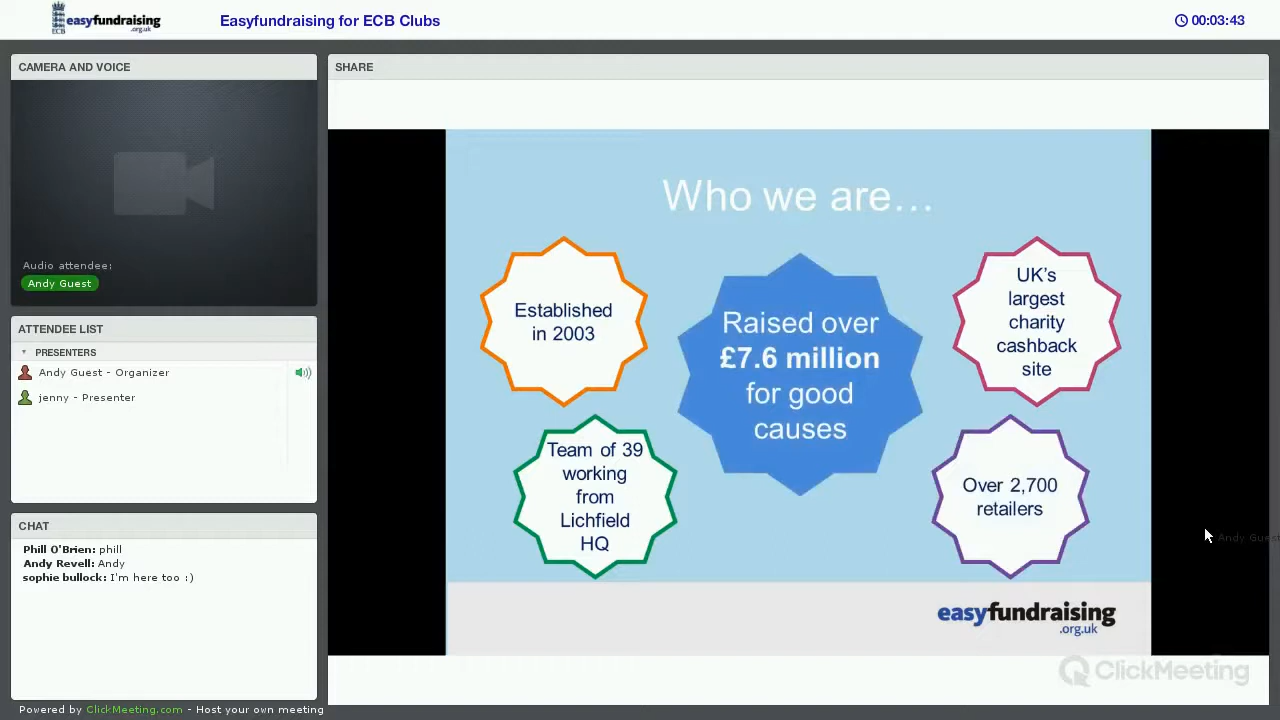 ECB
easyfundraising
.org.uk
Easyfundraising for ECB Clubs
00:03:43
CAMERA AND VOICE
Audio attendee:
Andy Guest
ATTENDEE LIST
PRESENTERS
Andy Guest - Organizer
jenny - Presenter
CHAT
Phill O'Brien: phill
Andy Revell: Andy
sophie bullock: I'm here too :)
Powered by ClickMeeting.com - Host your own meeting
SHARE
Who we are…
Established
in 2003
Raised over
£7.6 million
for good
causes
UK's
largest
charity
cashback
site
Team of 39
working
from
Lichfield
HQ
Over 2,700
retailers
Andy Guest
easyfundraising
.org.uk
ClickMeeting